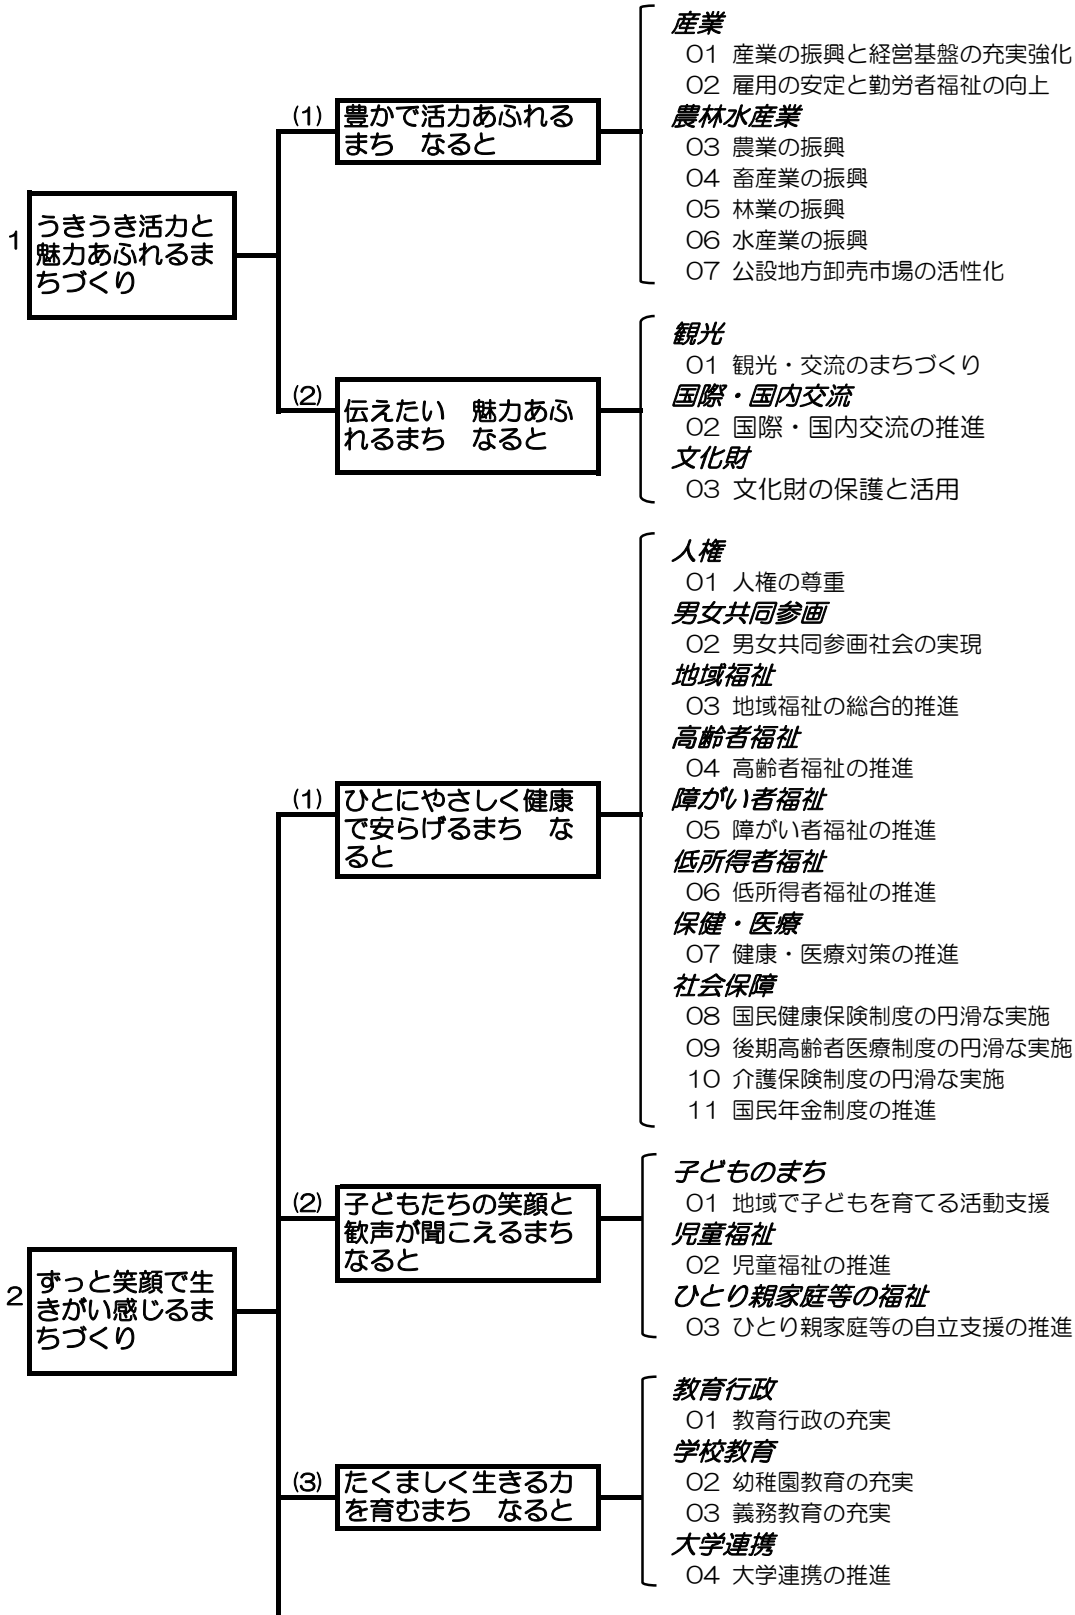 1
うきうき活力と
魅力あふれるま
ちづくり
(1)
豊かで活力あふれる
まち　なると
産業
01 産業の振興と経営基盤の充実強化
02 雇用の安定と勤労者福祉の向上
農林水産業
03 農業の振興
04 畜産業の振興
05 林業の振興
06 水産業の振興
07 公設地方卸売市場の活性化
(2)
伝えたい　魅力あふ
れるまち　なると
観光
01 観光・交流のまちづくり
国際・国内交流
02 国際・国内交流の推進
文化財
03 文化財の保護と活用
2
ずっと笑顔で生
きがい感じるま
ちづくり
(1)
ひとにやさしく健康
で安らげるまち　な
ると
人権
01 人権の尊重
男女共同参画
02 男女共同参画社会の実現
地域福祉
03 地域福祉の総合的推進
高齢者福祉
04 高齢者福祉の推進
障がい者福祉
05 障がい者福祉の推進
低所得者福祉
06 低所得者福祉の推進
保健・医療
07 健康・医療対策の推進
社会保障
08 国民健康保険制度の円滑な実施
09 後期高齢者医療制度の円滑な実施
10 介護保険制度の円滑な実施
11 国民年金制度の推進
(2)
子どもたちの笑顔と
歓声が聞こえるまち
なると
子どものまち
01 地域で子どもを育てる活動支援
児童福祉
02 児童福祉の推進
ひとり親家庭等の福祉
03 ひとり親家庭等の自立支援の推進
(3)
たくましく生きる力
を育むまち　なると
教育行政
01 教育行政の充実
学校教育
02 幼稚園教育の充実
03 義務教育の充実
大学連携
04 大学連携の推進